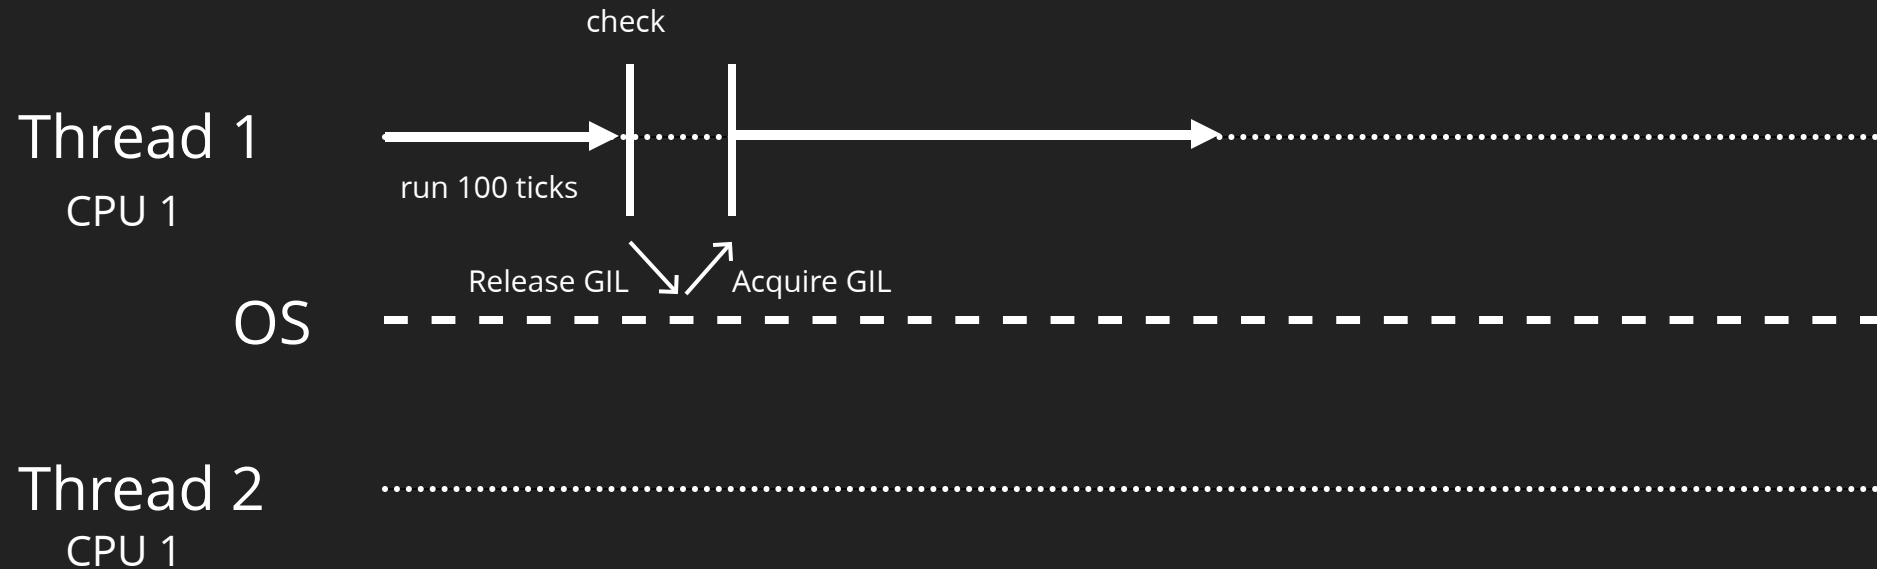 check
Thread 1
run 100 ticks
CPU 1
Release GIL
Acquire GIL
OS
Thread 2
CPU 1